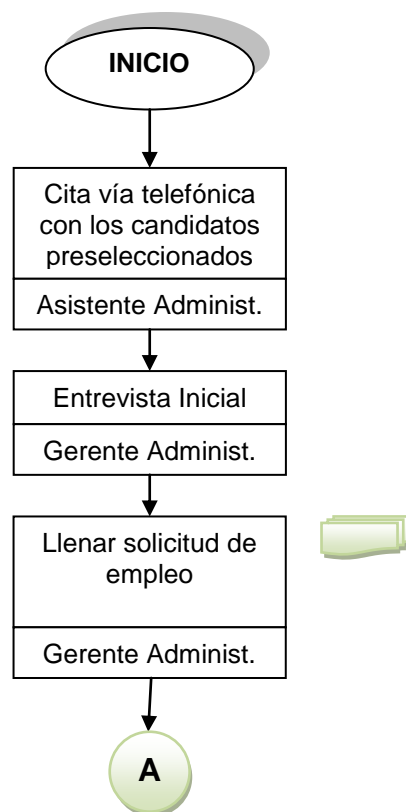 INICIO
Cita vía telefónica
con los candidatos
preseleccionados
Asistente Administ.
Entrevista Inicial
Gerente Administ.
Llenar solicitud de
empleo
Gerente Administ.
A